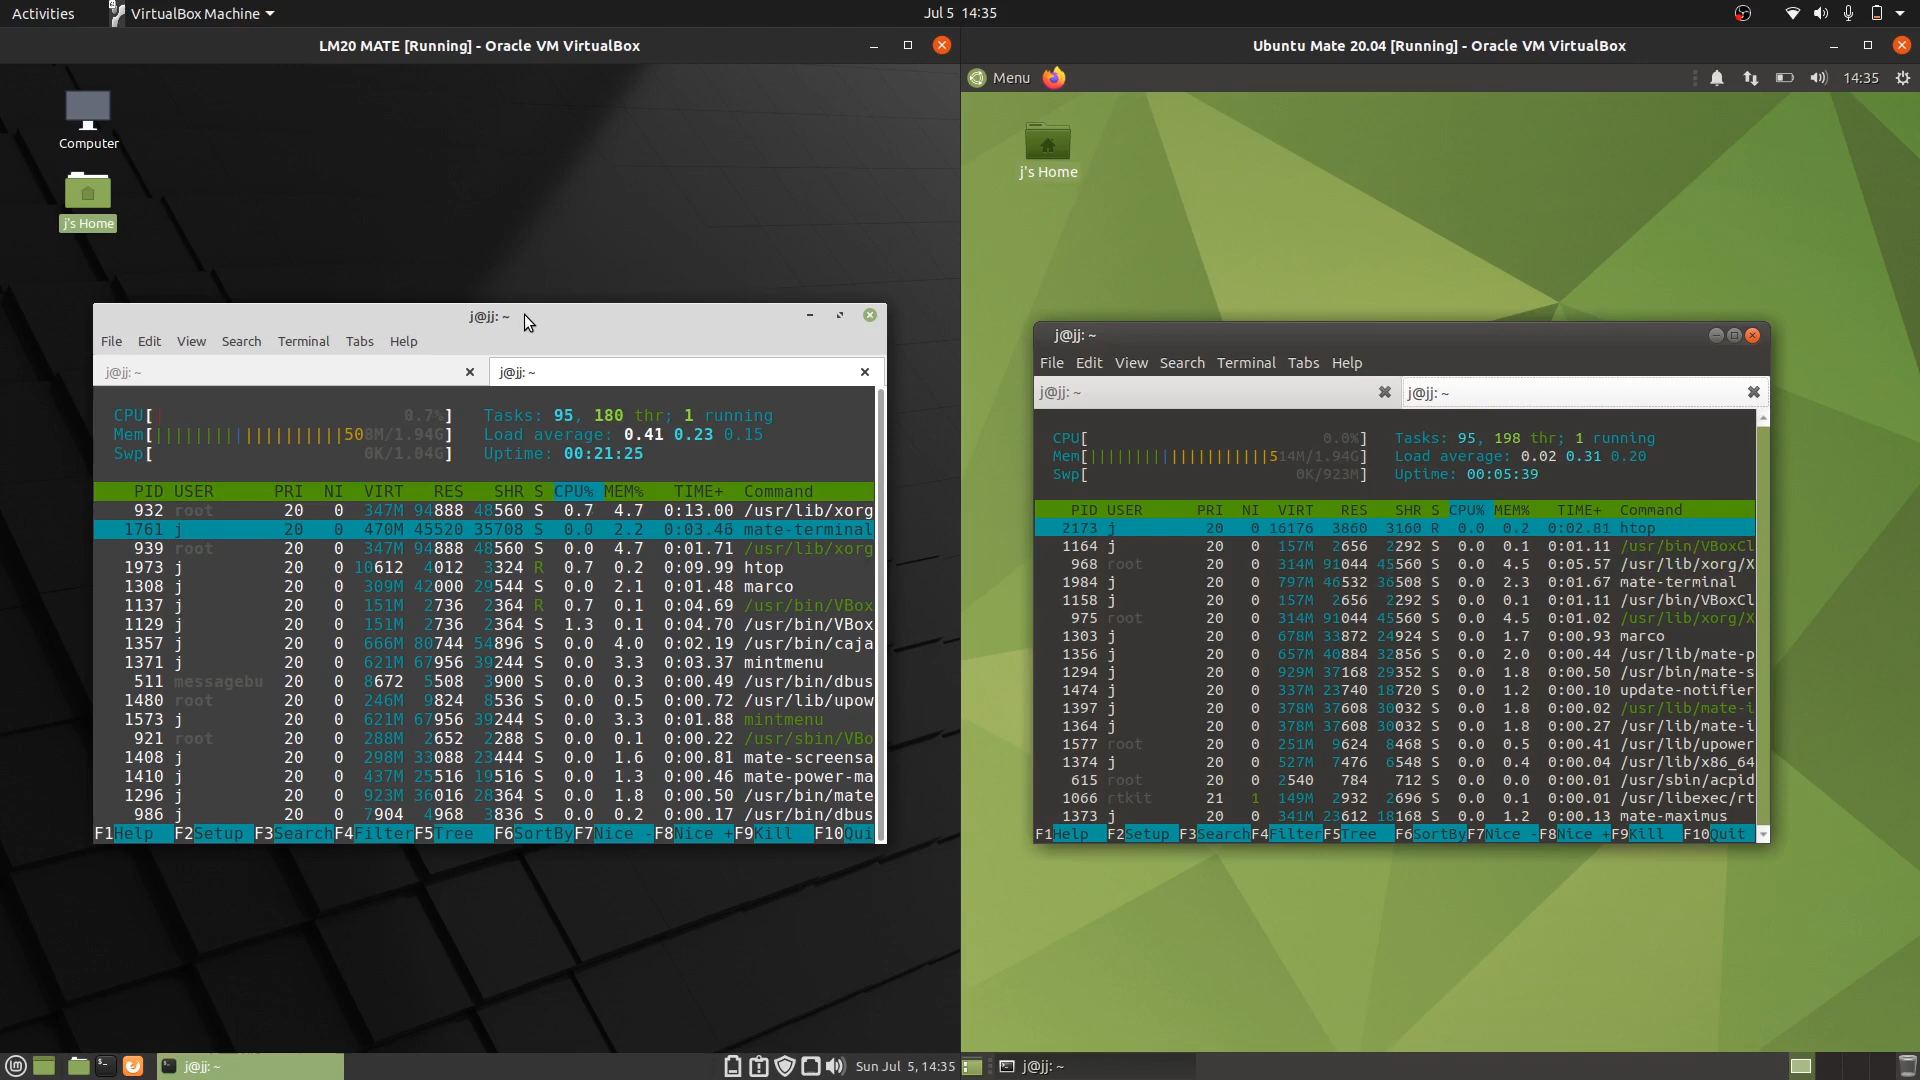 Activities VirtualBox Machine Jul 5 14:35
LM20 MATE [Running] - Oracle VM VirtualBox
Computer
j's Home
j@jj: ~
File Edit View Search Terminal Tabs Help
j@jj: ~ j@jj: ~
CPU[| 0.7%] Tasks: 95, 180 thr; 1 running
Mem[|||||||||||||||||||508M/1.94G] Load average: 0.41 0.23 0.15
Swp[ 0K/1.04G] Uptime: 00:21:25
PID USER PRI NI VIRT RES SHR S CPU% MEM% TIME+ Command
932 root 20 0 347M 94888 48560 S 0.7 4.7 0:13.00 /usr/lib/xorg
1761 j 20 0 470M 45520 35708 S 0.0 2.2 0:03.46 mate-terminal
939 root 20 0 347M 94888 48560 S 0.0 4.7 0:01.71 /usr/lib/xorg
1973 j 20 0 10612 4012 3324 R 0.7 0.2 0:09.99 htop
1308 j 20 0 309M 42000 29544 S 0.0 2.1 0:01.48 marco
1137 j 20 0 151M 2736 2364 R 0.7 0.1 0:04.69 /usr/bin/VBox
1129 j 20 0 151M 2736 2364 S 1.3 0.1 0:04.70 /usr/bin/VBox
1357 j 20 0 666M 80744 54896 S 0.0 4.0 0:02.19 /usr/bin/caja
1371 j 20 0 621M 67956 39244 S 0.0 3.3 0:03.37 mintmenu
511 messagebu 20 0 8672 5508 3900 S 0.0 0.3 0:00.49 /usr/bin/dbus
1480 root 20 0 246M 9824 8536 S 0.0 0.5 0:00.72 /usr/lib/upow
1573 j 20 0 621M 67956 39244 S 0.0 3.3 0:01.88 mintmenu
921 root 20 0 288M 2652 2288 S 0.0 0.1 0:00.22 /usr/sbin/VBo
1408 j 20 0 298M 33088 23444 S 0.0 1.6 0:00.81 mate-screensa
1410 j 20 0 437M 25516 19516 S 0.0 1.3 0:00.46 mate-power-ma
1296 j 20 0 923M 36016 28364 S 0.0 1.8 0:00.50 /usr/bin/mate
986 j 20 0 7904 4968 3836 S 0.0 0.2 0:00.17 /usr/bin/dbus
F1Help F2Setup F3SearchF4FilterF5Tree F6SortByF7Nice -F8Nice +F9Kill F10Qui
j@jj: ~ Sun Jul 5, 14:35
Ubuntu Mate 20.04 [Running] - Oracle VM VirtualBox
Menu 14:35
j's Home
j@jj: ~
File Edit View Search Terminal Tabs Help
j@jj: ~ j@jj: ~
CPU[ 0.0%] Tasks: 95, 198 thr; 1 running
Mem[||||||||||||||||||||514M/1.94G] Load average: 0.02 0.31 0.20
Swp[ 0K/923M] Uptime: 00:05:39
PID USER PRI NI VIRT RES SHR S CPU% MEM% TIME+ Command
2173 j 20 0 16176 3860 3160 R 0.0 0.2 0:02.81 htop
1164 j 20 0 157M 2656 2292 S 0.0 0.1 0:01.11 /usr/bin/VBoxCl
968 root 20 0 314M 91044 45560 S 0.0 4.5 0:05.57 /usr/lib/xorg/X
1984 j 20 0 797M 46532 36508 S 0.0 2.3 0:01.67 mate-terminal
1158 j 20 0 157M 2656 2292 S 0.0 0.1 0:01.11 /usr/bin/VBoxCl
975 root 20 0 314M 91044 45560 S 0.0 4.5 0:01.02 /usr/lib/xorg/X
1303 j 20 0 678M 33872 24924 S 0.0 1.7 0:00.93 marco
1356 j 20 0 657M 40884 32856 S 0.0 2.0 0:00.44 /usr/lib/mate-p
1294 j 20 0 929M 37168 29352 S 0.0 1.8 0:00.50 /usr/bin/mate-s
1474 j 20 0 337M 23740 18720 S 0.0 1.2 0:00.10 update-notifier
1397 j 20 0 378M 37608 30032 S 0.0 1.8 0:00.02 /usr/lib/mate-i
1364 j 20 0 378M 37608 30032 S 0.0 1.8 0:00.27 /usr/lib/mate-i
1577 root 20 0 251M 9624 8468 S 0.0 0.5 0:00.41 /usr/lib/upower
1374 j 20 0 527M 7476 6548 S 0.0 0.4 0:00.04 /usr/lib/x86_64
615 root 20 0 2540 784 712 S 0.0 0.0 0:00.01 /usr/sbin/acpid
1066 rtkit 21 1 149M 2932 2696 S 0.0 0.1 0:00.01 /usr/libexec/rt
1373 j 20 0 341M 23612 18168 S 0.0 1.2 0:00.13 mate-maximus
F1Help F2Setup F3SearchF4FilterF5Tree F6SortByF7Nice -F8Nice +F9Kill F10Quit
j@jj: ~